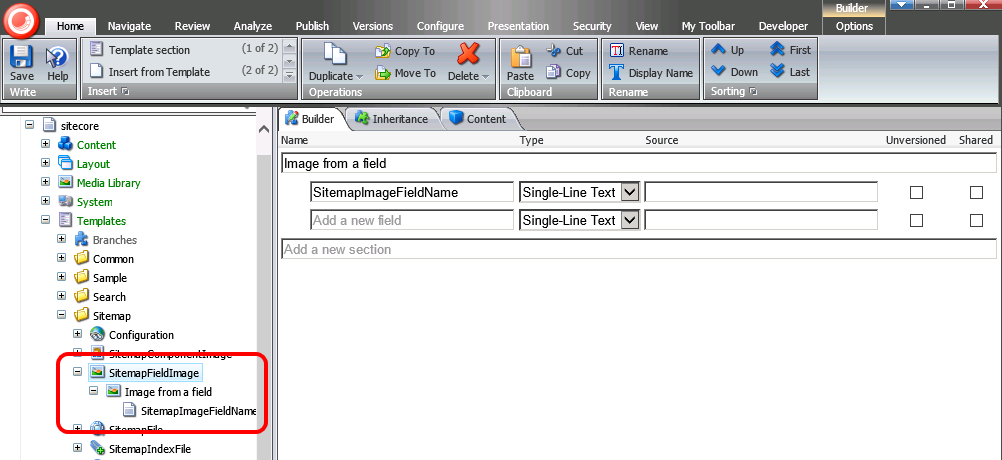 Builder
Home Navigate Review Analyze Publish Versions Configure Presentation Security View My Toolbar Developer Options
Save Help Template section (1 of 2) Duplicate Copy To Delete Paste Cut Rename Up First
Insert from Template (2 of 2) Move To Copy Display Name Down Last
Write Insert Operations Clipboard Rename Sorting
sitecore
Content
Layout
Media Library
System
Templates
Branches
Common
Sample
Search
Sitemap
Configuration
SitemapComponentImage
SitemapFieldImage
Image from a field
SitemapImageFieldName
SitemapFile
SitemapIndexFile
Builder Inheritance Content
Name Type Source Unversioned Shared
Image from a field
SitemapImageFieldName Single-Line Text
Add a new field Single-Line Text
Add a new section